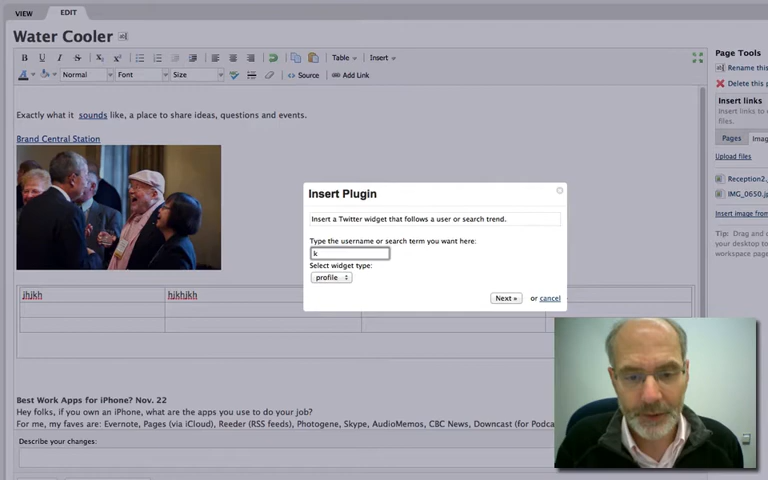 VIEW
EDIT
Water Cooler
Table
Insert
Normal
Font
Size
Source
Add Link
Exactly what it sounds like, a place to share ideas, questions and events.
Brand Central Station
jhjkh
hjkhjkh
Best Work Apps for iPhone? Nov. 22
Hey folks, if you own an iPhone, what are the apps you use to do your job?
For me, my faves are: Evernote, Pages (via iCloud), Reeder (RSS feeds), Photogene, Skype, AudioMemos, CBC News, Downcast (for Podca
Describe your changes:
Insert Plugin
Insert a Twitter widget that follows a user or search trend.
Type the username or search term you want here:
k
Select widget type:
profile
Next »
or cancel
Page Tools
Rename this
Delete this p
Insert links
Insert links to
files.
Pages
Imag
Upload files
Reception2.
IMG_0650.j
Insert image from
Tip: Drag and
your desktop to
workspace page